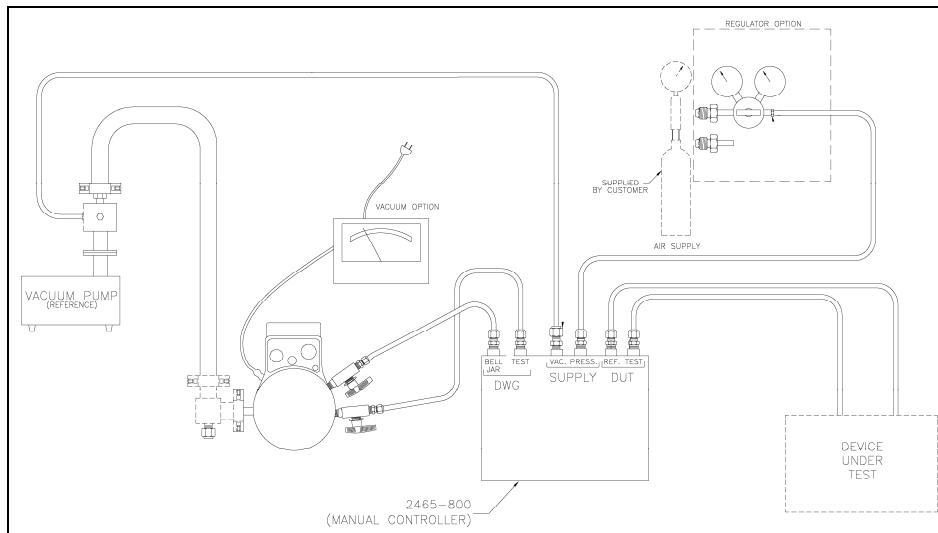 REGULATOR OPTION
SUPPLIED
BY CUSTOMER
AIR SUPPLY
VACUUM OPTION
VACUUM PUMP
(REFERENCE)
BELL JAR
TEST
DWG
VAC. PRESS.
SUPPLY
REF. TEST
DUT
DEVICE
UNDER
TEST
2465-800
(MANUAL CONTROLLER)